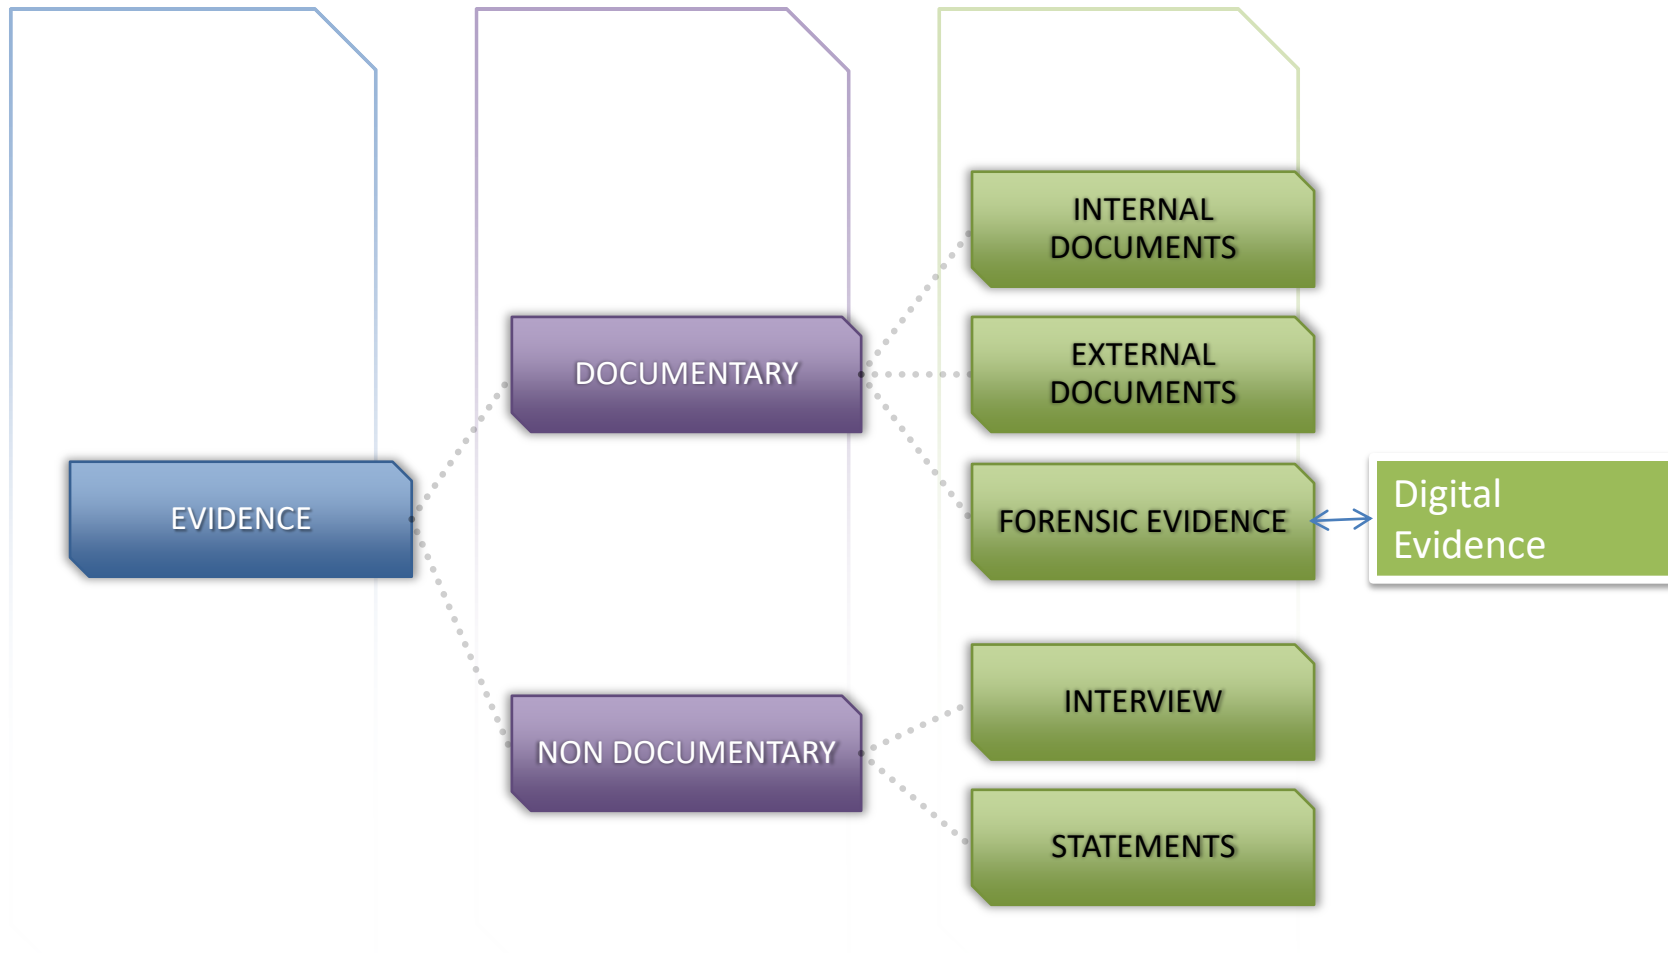 INTERNAL
DOCUMENTS
EXTERNAL
DOCUMENTS
DOCUMENTARY
EVIDENCE
FORENSIC EVIDENCE
Digital
Evidence
INTERVIEW
NON DOCUMENTARY
STATEMENTS